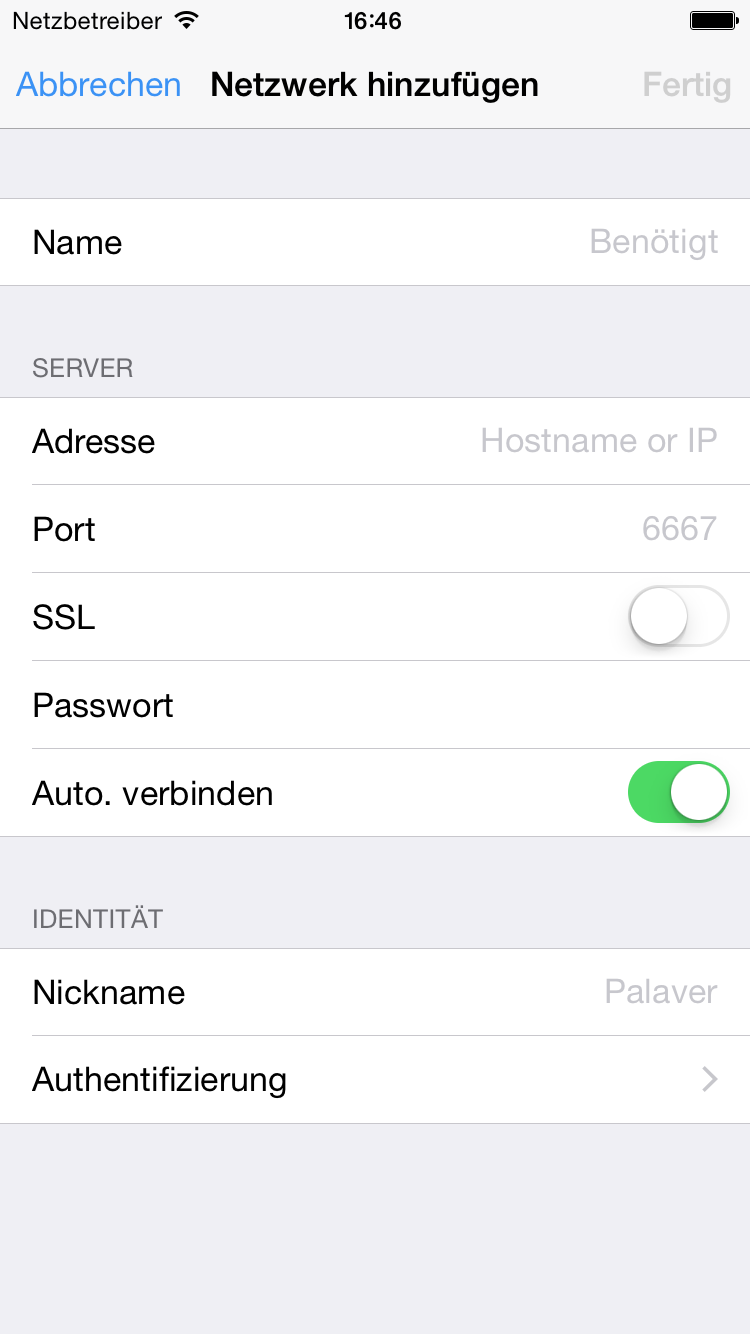 Netzbetreiber 16:46
Abbrechen Netzwerk hinzufügen Fertig
Name Benötigt
SERVER
Adresse Hostname or IP
Port 6667
SSL
Passwort
Auto. verbinden
IDENTITÄT
Nickname Palaver
Authentifizierung